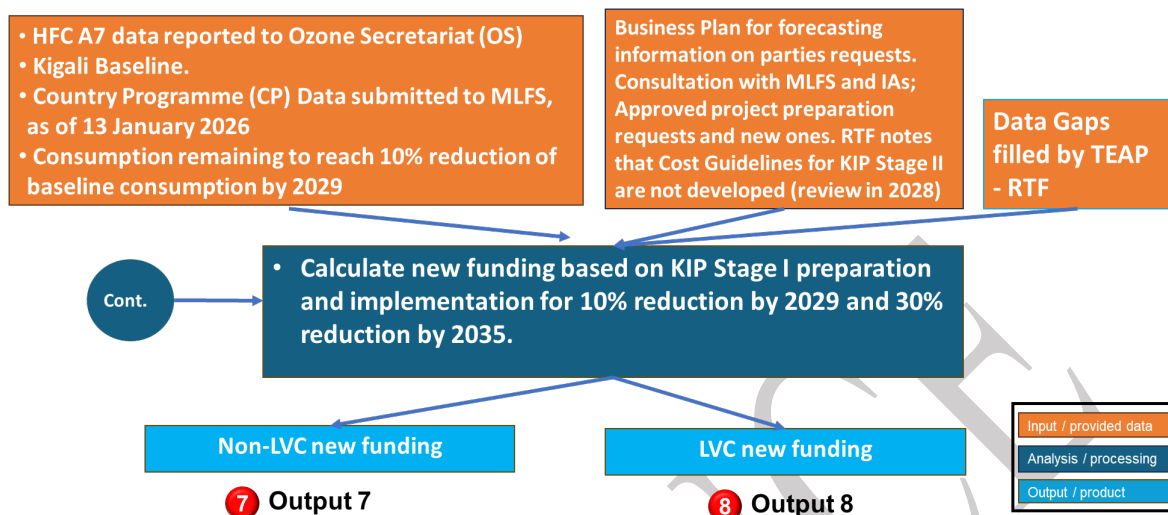 • HFC A7 data reported to Ozone Secretariat (OS)
• Kigali Baseline.
• Country Programme (CP) Data submitted to MLFS,
as of 13 January 2026
• Consumption remaining to reach 10% reduction of
baseline consumption by 2029
Business Plan for forecasting
information on parties requests.
Consultation with MLFS and IAs;
Approved project preparation
requests and new ones. RTF notes
that Cost Guidelines for KIP Stage II
are not developed (review in 2028)
Data Gaps
filled by TEAP
- RTF
Cont.
• Calculate new funding based on KIP Stage I preparation
and implementation for 10% reduction by 2029 and 30%
reduction by 2035.
Non-LVC new funding
LVC new funding
7 Output 7
8 Output 8
Input / provided data
Analysis / processing
Output / product